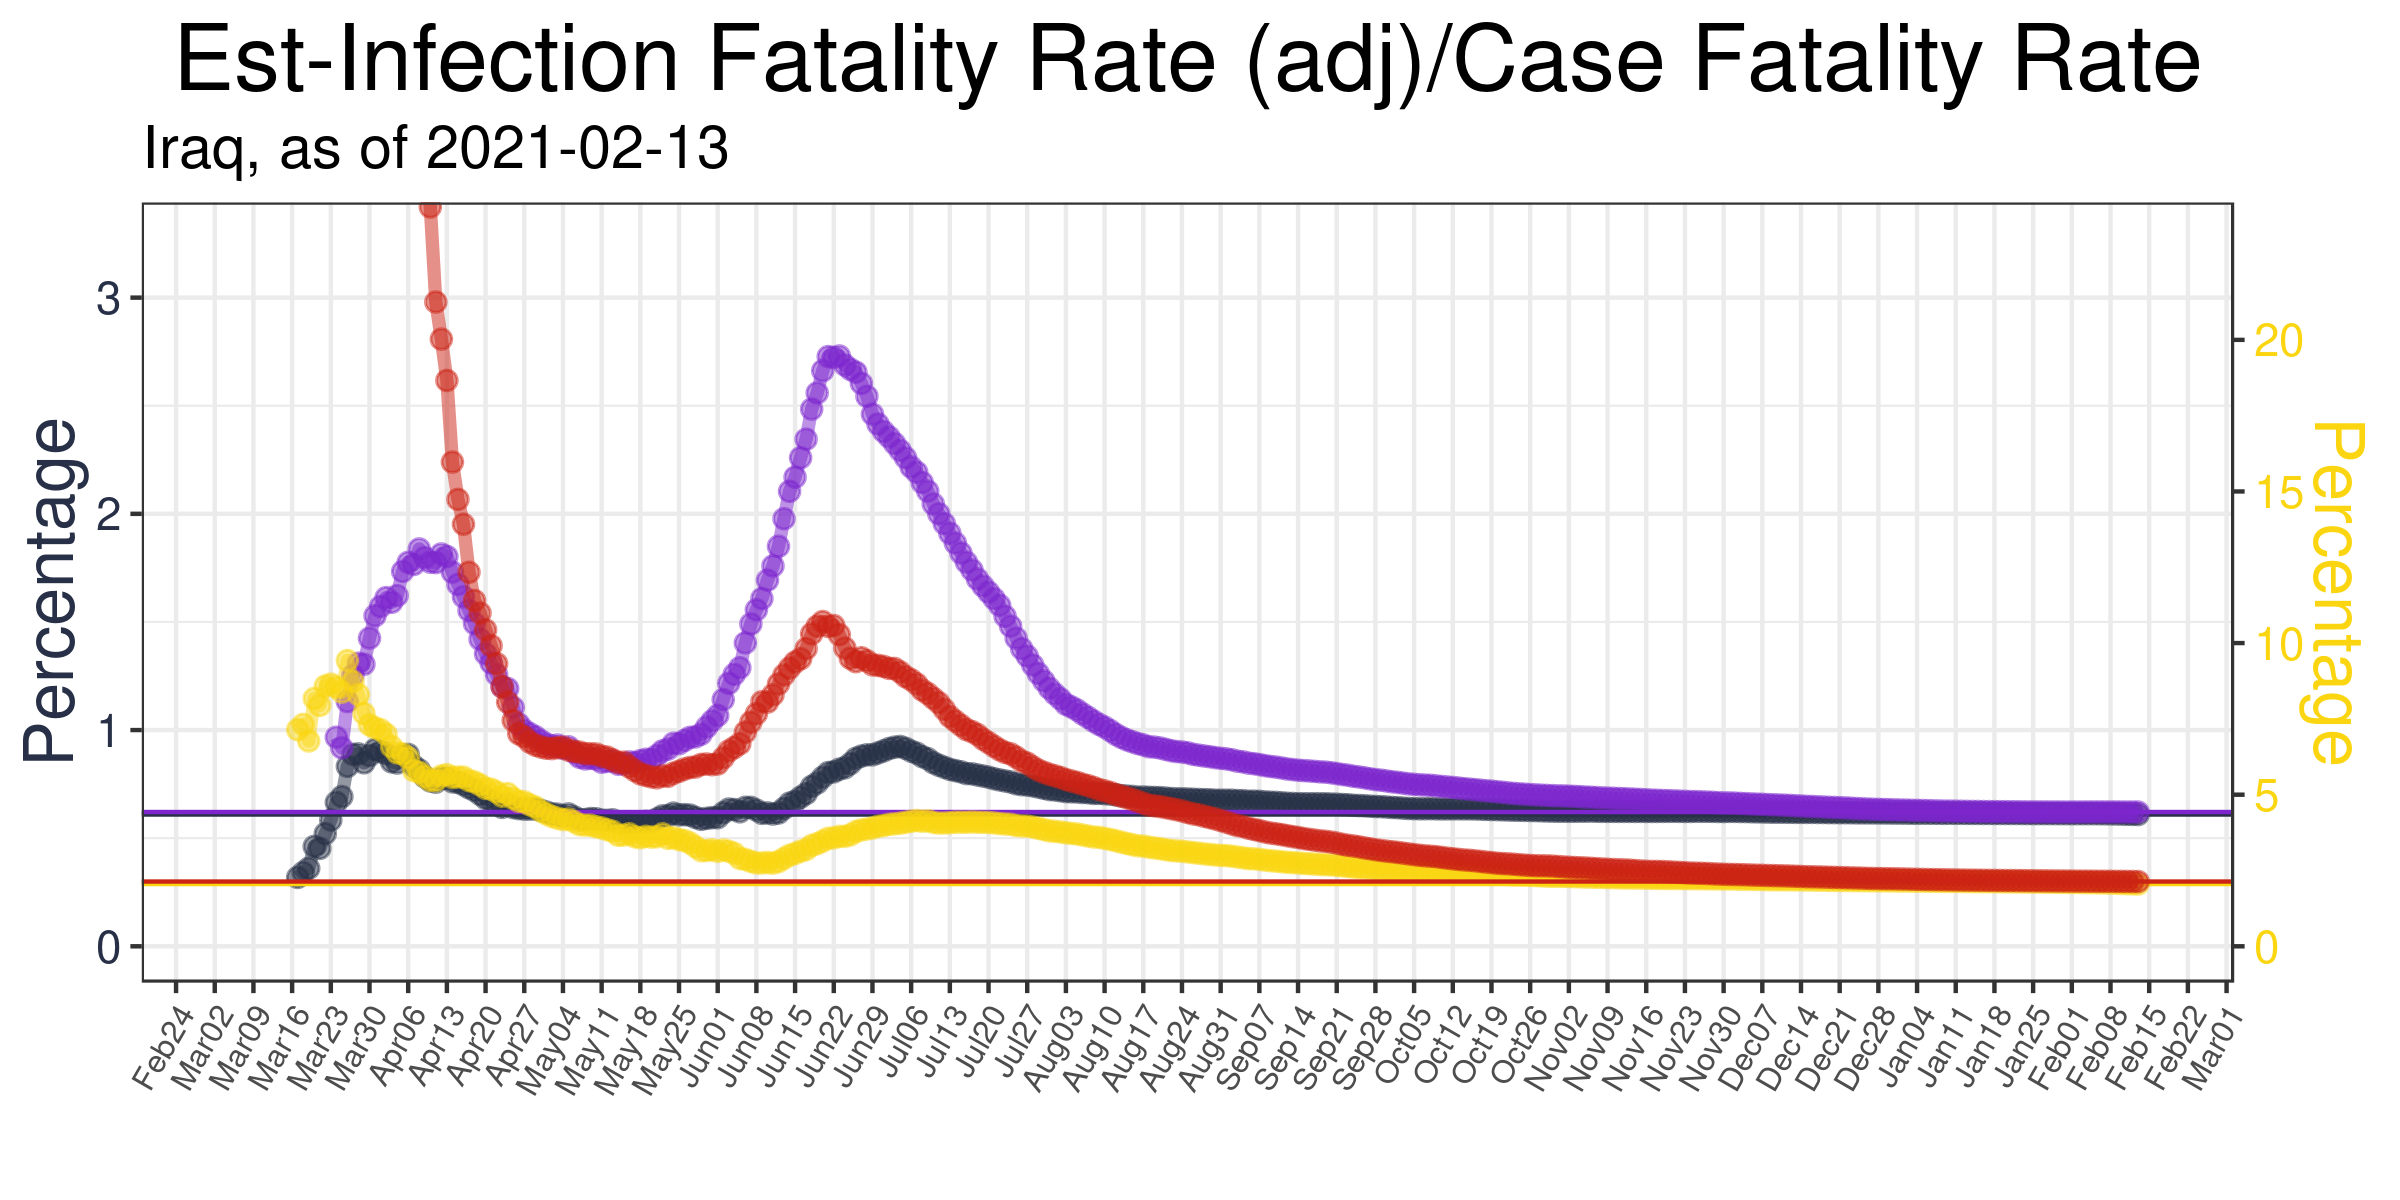 Est-Infection Fatality Rate (adj)/Case Fatality Rate
Iraq, as of 2021-02-13
Percentage
3
2
1
0
20
15
10
5
0
Percentage
Feb24
Mar02
Mar09
Mar16
Mar23
Mar30
Apr06
Apr13
Apr20
Apr27
May04
May11
May18
May25
Jun01
Jun08
Jun15
Jun22
Jun29
Jul06
Jul13
Jul20
Jul27
Aug03
Aug10
Aug17
Aug24
Aug31
Sep07
Sep14
Sep21
Sep28
Oct05
Oct12
Oct19
Oct26
Nov02
Nov09
Nov16
Nov23
Nov30
Dec07
Dec14
Dec21
Dec28
Jan04
Jan11
Jan18
Jan25
Feb01
Feb08
Feb15
Feb22
Mar01